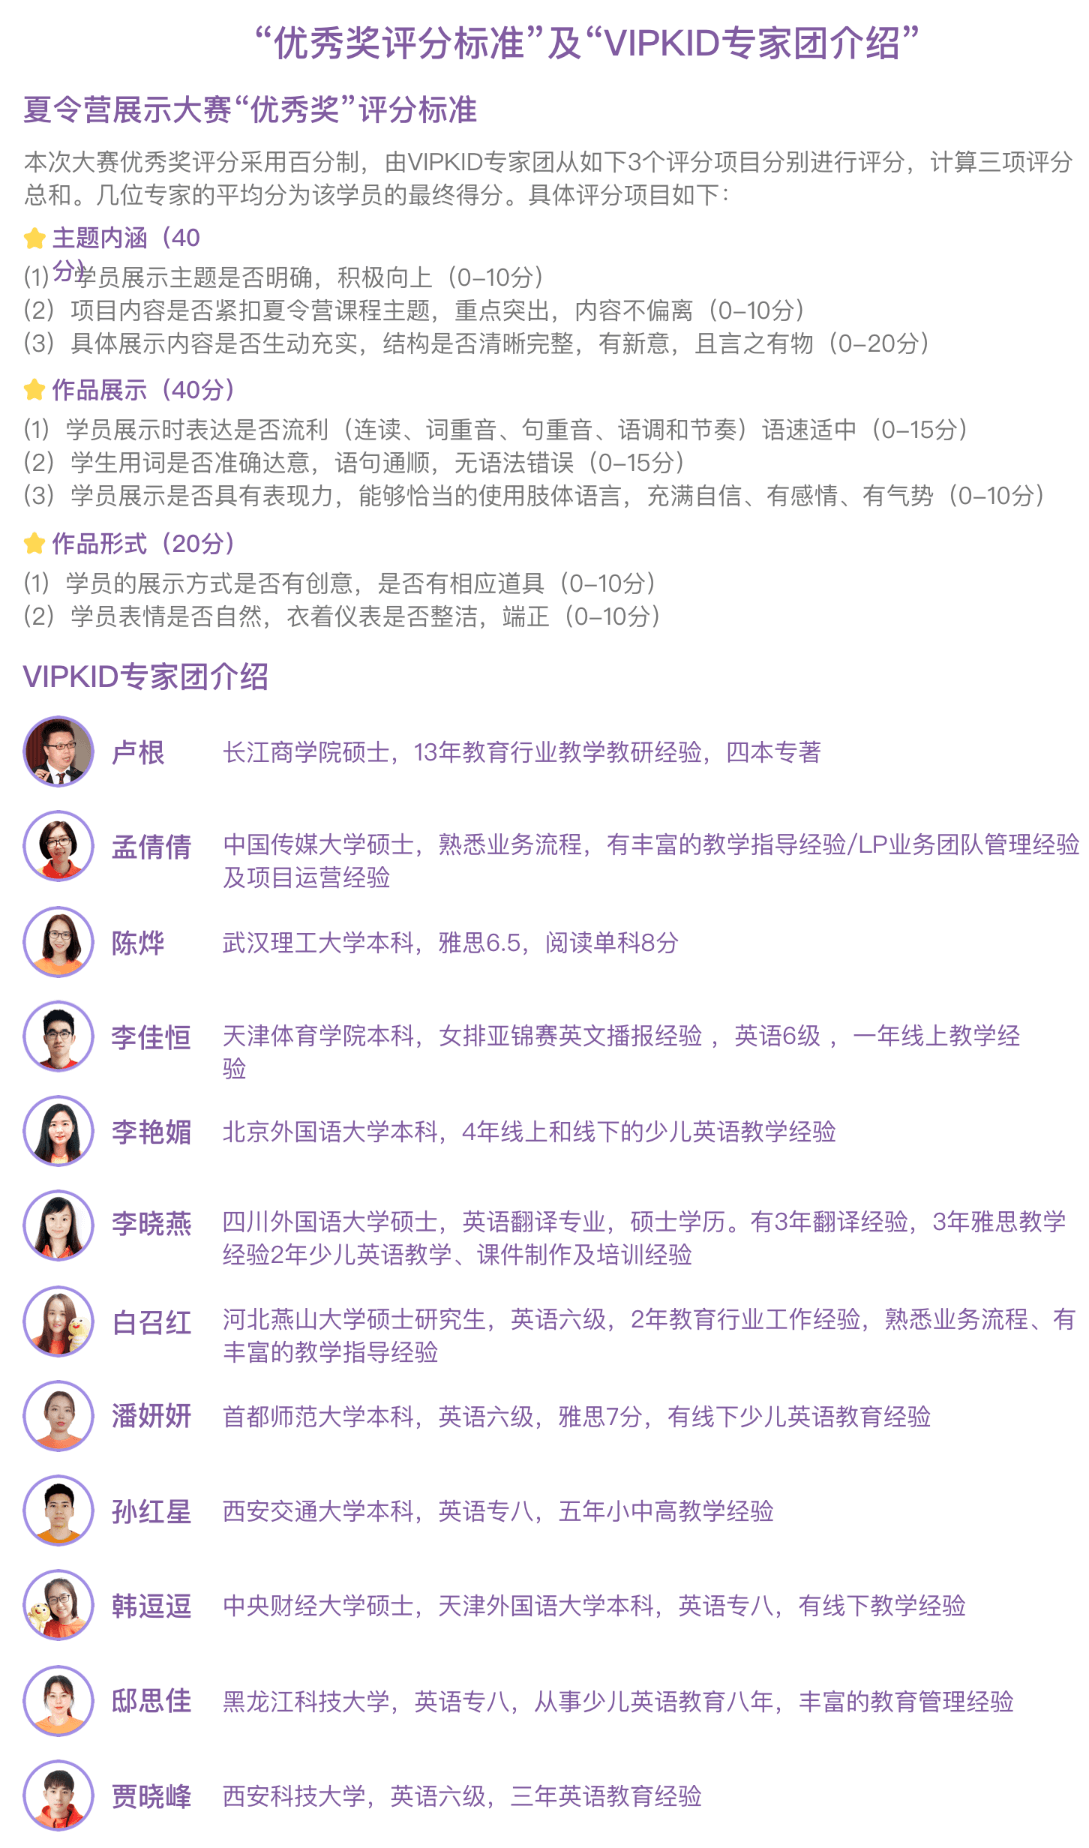 “优秀奖评分标准”及“VIPKID专家团介绍”
夏令营展示大赛“优秀奖”评分标准
本次大赛优秀奖评分采用百分制，由VIPKID专家团从如下3个评分项目分别进行评分，计算三项评分
总和。几位专家的平均分为该学员的最终得分。具体评分项目如下：
主题内涵（40
分）
(1)  学员展示主题是否明确，积极向上（0-10分）
(2)  项目内容是否紧扣夏令营课程主题，重点突出，内容不偏离（0-10分）
(3)  具体展示内容是否生动充实，结构是否清晰完整，有新意，且言之有物（0-20分）
作品展示（40分）
(1)  学员展示时表达是否流利（连读、词重音、句重音、语调和节奏）语速适中（0-15分）
(2)  学生用词是否准确达意，语句通顺，无语法错误（0-15分）
(3)  学员展示是否具有表现力，能够恰当的使用肢体语言，充满自信、有感情、有气势（0-10分）
作品形式（20分）
(1)  学员的展示方式是否有创意，是否有相应道具（0-10分）
(2)  学员表情是否自然，衣着仪表是否整洁，端正（0-10分）
VIPKID专家团介绍
卢根 长江商学院硕士，13年教育行业教学教研经验，四本专著
孟倩倩 中国传媒大学硕士，熟悉业务流程，有丰富的教学指导经验/LP业务团队管理经验
及项目运营经验
陈烨 武汉理工大学本科，雅思6.5，阅读单科8分
李佳恒 天津体育学院本科，女排亚锦赛英文播报经验 ，英语6级 ，一年线上教学经
验
李艳媚 北京外国语大学本科，4年线上和线下的少儿英语教学经验
李晓燕 四川外国语大学硕士，英语翻译专业，硕士学历。有3年翻译经验，3年雅思教学
经验2年少儿英语教学、课件制作及培训经验
白召红 河北燕山大学硕士研究生，英语六级，2年教育行业工作经验，熟悉业务流程、有
丰富的教学指导经验
潘妍妍 首都师范大学本科，英语六级，雅思7分，有线下少儿英语教育经验
孙红星 西安交通大学本科，英语专八，五年小中高教学经验
韩逗逗 中央财经大学硕士，天津外国语大学本科，英语专八，有线下教学经验
邸思佳 黑龙江科技大学，英语专八，从事少儿英语教育八年，丰富的教育管理经验
贾晓峰 西安科技大学，英语六级，三年英语教育经验